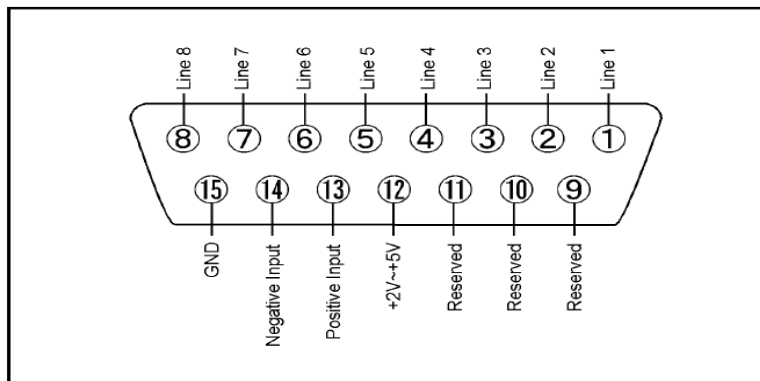 Line 8
Line 7
Line 6
Line 5
Line 4
Line 3
Line 2
Line 1
8
7
6
5
4
3
2
1
15
14
13
12
11
10
9
GND
Negative Input
Positive Input
+2V~+5V
Reserved
Reserved
Reserved